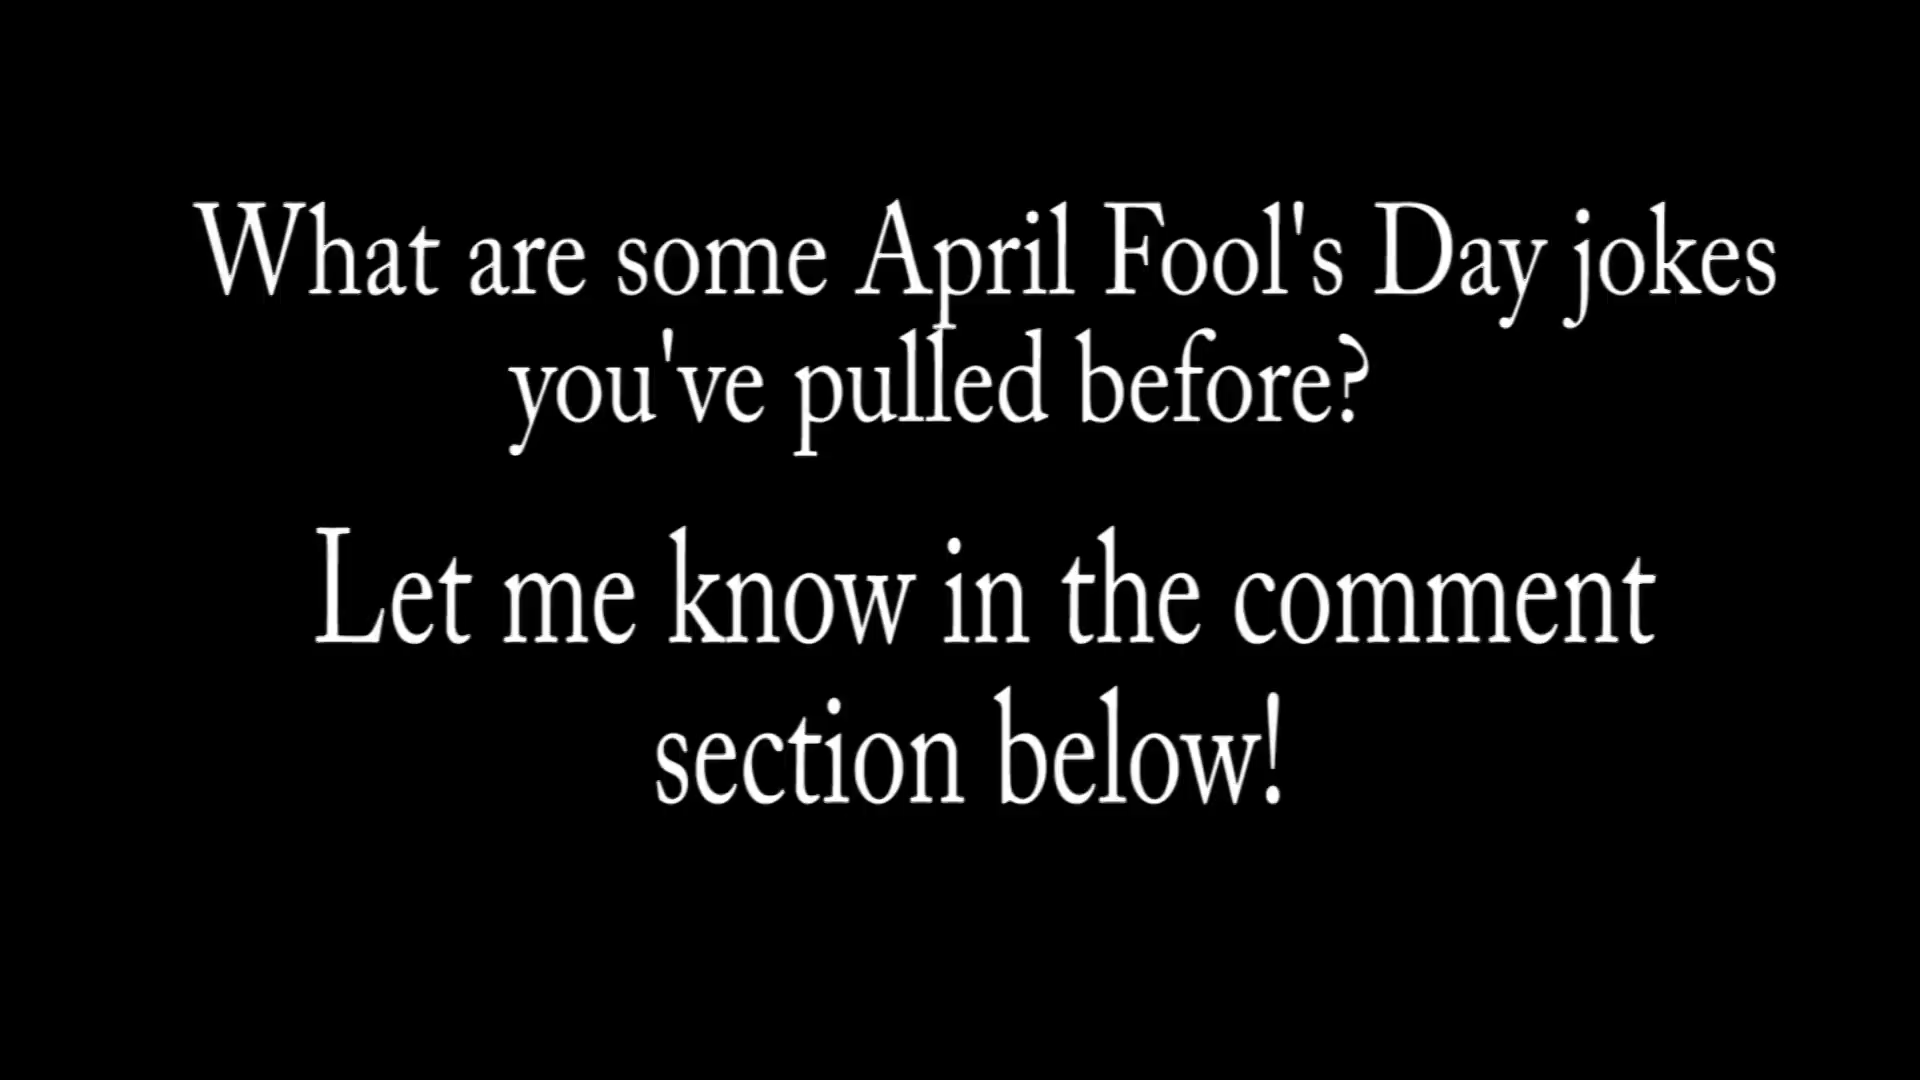 What are some April Fool's Day jokes
you've pulled before?
Let me know in the comment
section below!